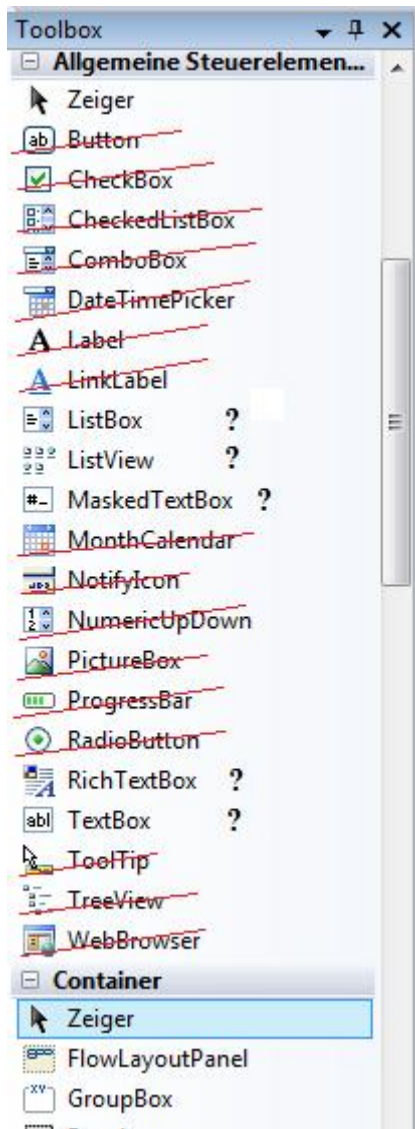 Toolbox
Allgemeine Steuerelemen...
Zeiger
Button
CheckBox
CheckedListBox
ComboBox
DateTimePicker
Label
LinkLabel
ListBox ?
ListView ?
MaskedTextBox ?
MonthCalendar
NotifyIcon
NumericUpDown
PictureBox
ProgressBar
RadioButton
RichTextBox ?
TextBox ?
ToolTip
TreeView
WebBrowser
Container
Zeiger
FlowLayoutPanel
GroupBox